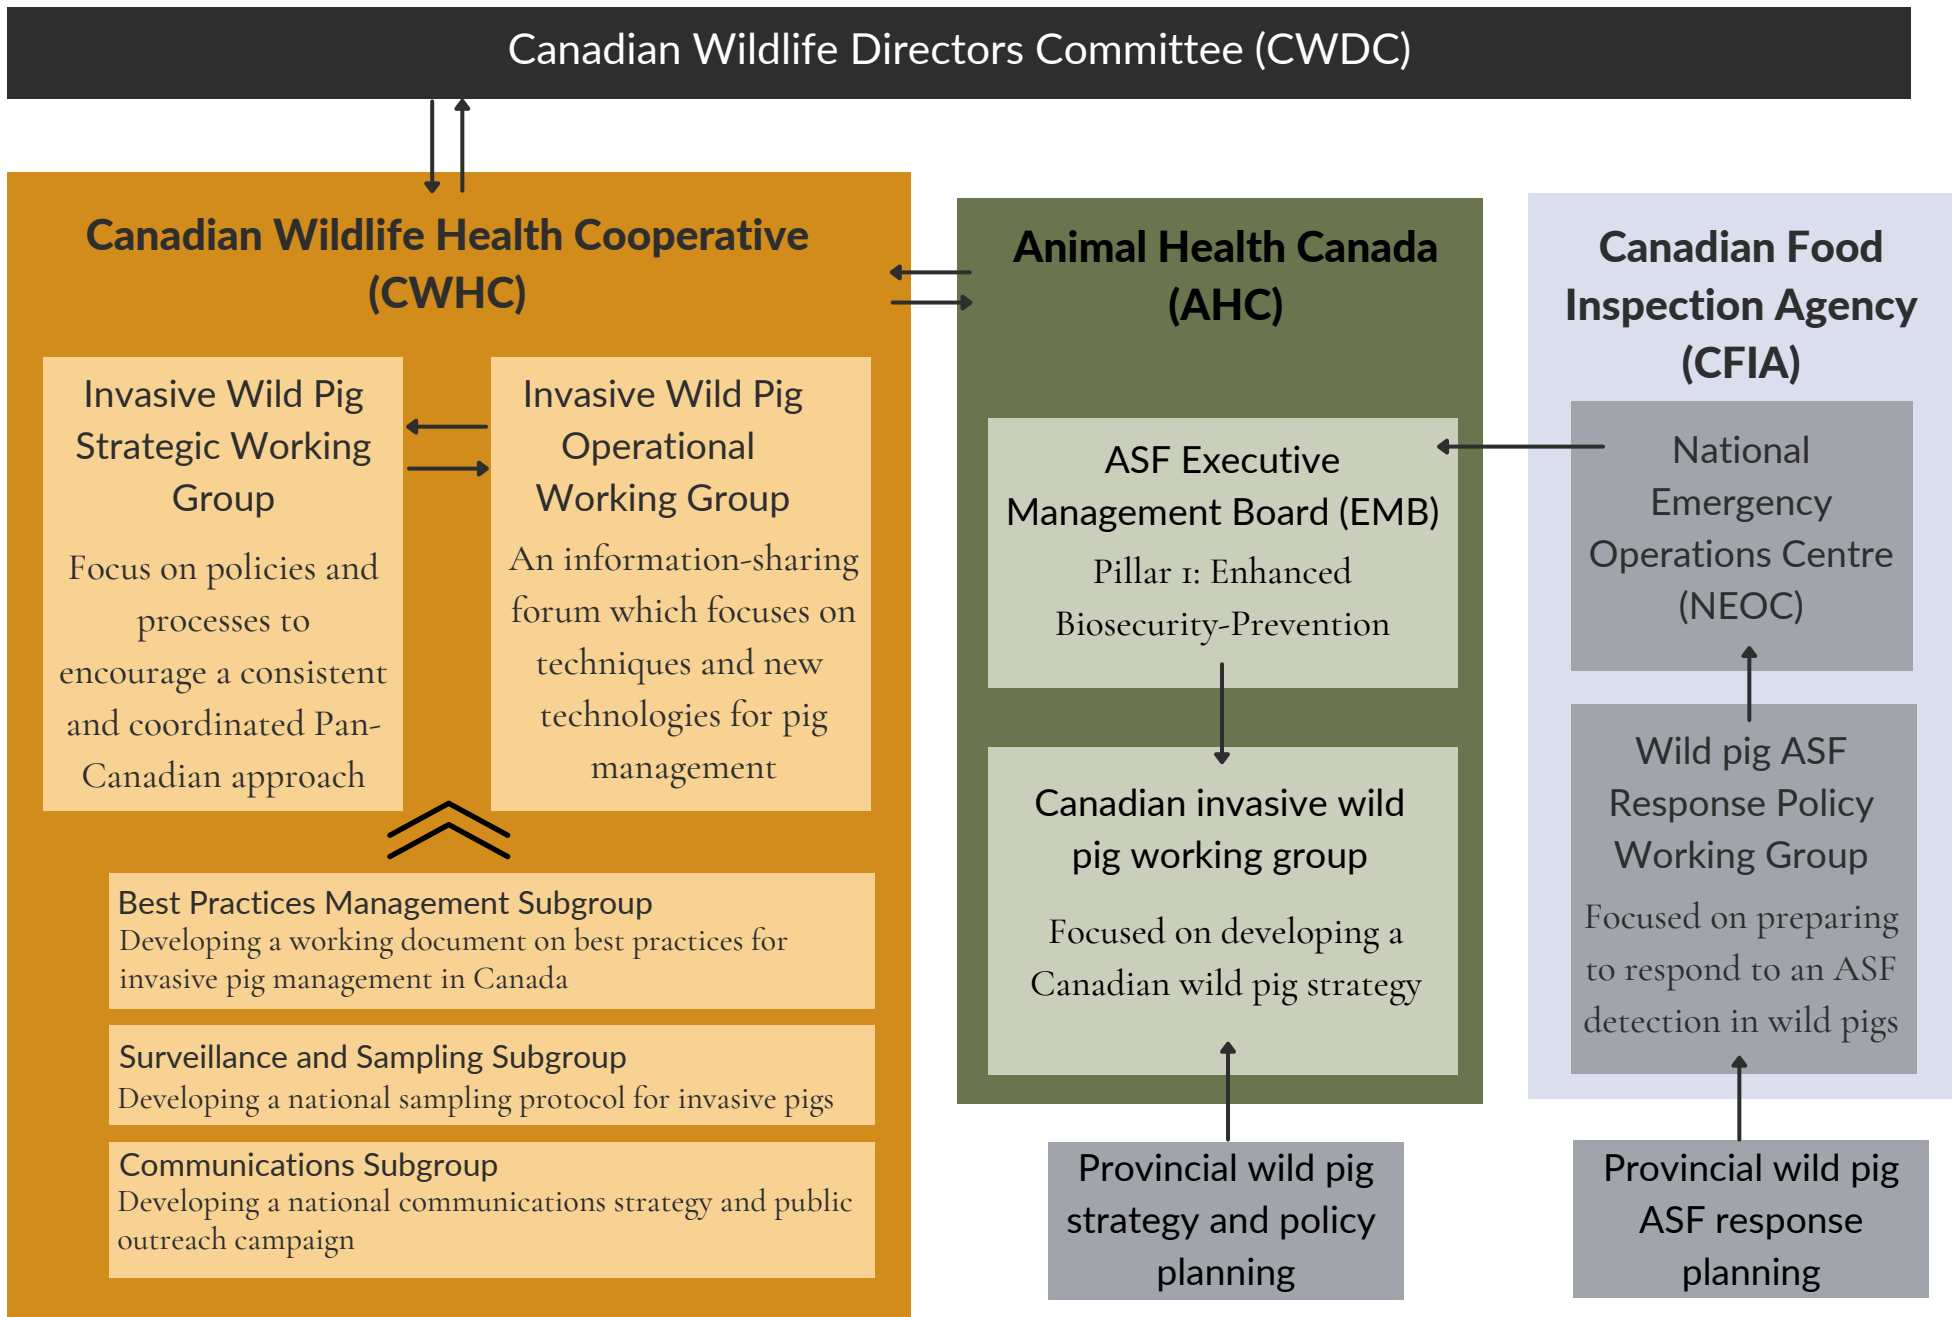 Canadian Wildlife Directors Committee (CWDC)
Canadian Wildlife Health Cooperative
(CWHC)
Invasive Wild Pig
Strategic Working
Group
Focus on policies and
processes to
encourage a consistent
and coordinated Pan-
Canadian approach
Invasive Wild Pig
Operational
Working Group
An information-sharing
forum which focuses on
techniques and new
technologies for pig
management
Best Practices Management Subgroup
Developing a working document on best practices for
invasive pig management in Canada
Surveillance and Sampling Subgroup
Developing a national sampling protocol for invasive pigs
Communications Subgroup
Developing a national communications strategy and public
outreach campaign
Animal Health Canada
(AHC)
ASF Executive
Management Board (EMB)
Pillar 1: Enhanced
Biosecurity-Prevention
Canadian invasive wild
pig working group
Focused on developing a
Canadian wild pig strategy
Provincial wild pig
strategy and policy
planning
Canadian Food
Inspection Agency
(CFIA)
National
Emergency
Operations Centre
(NEOC)
Wild pig ASF
Response Policy
Working Group
Focused on preparing
to respond to an ASF
detection in wild pigs
Provincial wild pig
ASF response
planning